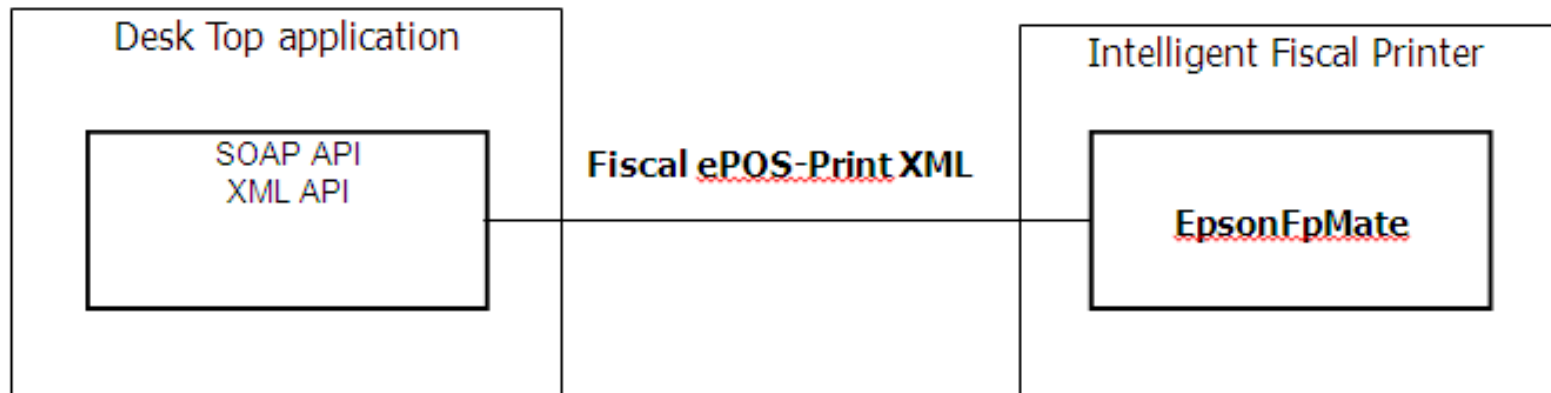 Desk Top application
Intelligent Fiscal Printer
SOAP API
XML API
Fiscal ePOS-Print XML
EpsonFpMate